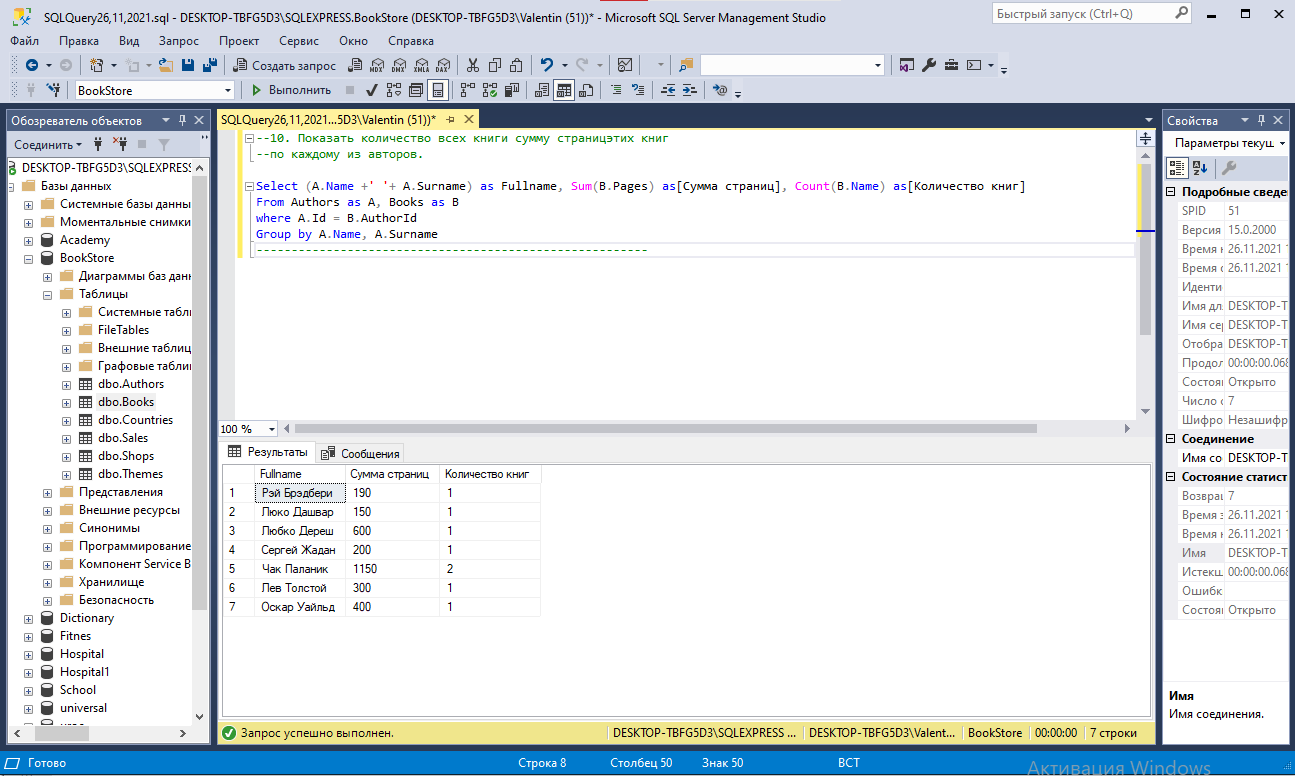 SQLQuery26,11,2021.sql - DESKTOP-TBFG5D3\SQLEXPRESS.BookStore (DESKTOP-TBFG5D3\Valentin (51))* - Microsoft SQL Server Management Studio
Быстрый запуск (Ctrl+Q)
Файл Правка Вид Запрос Проект Сервис Окно Справка
Создать запрос MDX DMX XMLA DAX
BookStore Выполнить
Обозреватель объектов
Соединить
DESKTOP-TBFG5D3\SQLEXPRESS
Базы данных
Системные базы данны
Моментальные снимки
Academy
BookStore
Диаграммы баз данн
Таблицы
Системные табли
FileTables
Внешние таблиц
Графовые таблиц
dbo.Authors
dbo.Books
dbo.Countries
dbo.Sales
dbo.Shops
dbo.Themes
Представления
Внешние ресурсы
Синонимы
Программирование
Компонент Service B
Хранилище
Безопасность
Dictionary
Fitnes
Hospital
Hospital1
School
universal
SQLQuery26,11,2021...5D3\Valentin (51))*
--10. Показать количество всех книги сумму страницэтих книг
--по каждому из авторов.
Select (A.Name +' '+ A.Surname) as Fullname, Sum(B.Pages) as[Сумма страниц], Count(B.Name) as[Количество книг]
From Authors as A, Books as B
where A.Id = B.AuthorId
Group by A.Name, A.Surname
--------------------------------------------------------
100 %
Результаты Сообщения
Fullname Сумма страниц Количество книг
1 Рэй Брэдбери 190 1
2 Люко Дашвар 150 1
3 Любко Дереш 600 1
4 Сергей Жадан 200 1
5 Чак Паланик 1150 2
6 Лев Толстой 300 1
7 Оскар Уайльд 400 1
Запрос успешно выполнен. DESKTOP-TBFG5D3\SQLEXPRESS ... DESKTOP-TBFG5D3\Valent... BookStore 00:00:00 7 строки
Свойства
Параметры текущ
Подробные сведе
SPID 51
Версия 15.0.2000
Время 26.11.2021 1
Время 26.11.2021 1
Иденти
Имя дл DESKTOP-T
Имя сер DESKTOP-T
Отобра DESKTOP-T
Продол 00:00:00.068
Состоя Открыто
Число 7
Шифро Незашифр
Соединение
Имя со DESKTOP-T
Состояние статист
Возвра 7
Время 26.11.2021 1
Время 26.11.2021 1
Имя DESKTOP-T
Истекш 00:00:00.068
Ошибк
Состоя Открыто
Имя
Имя соединения.
Готово Строка 8 Столбец 50 Знак 50 ВСТ
Активация Windows